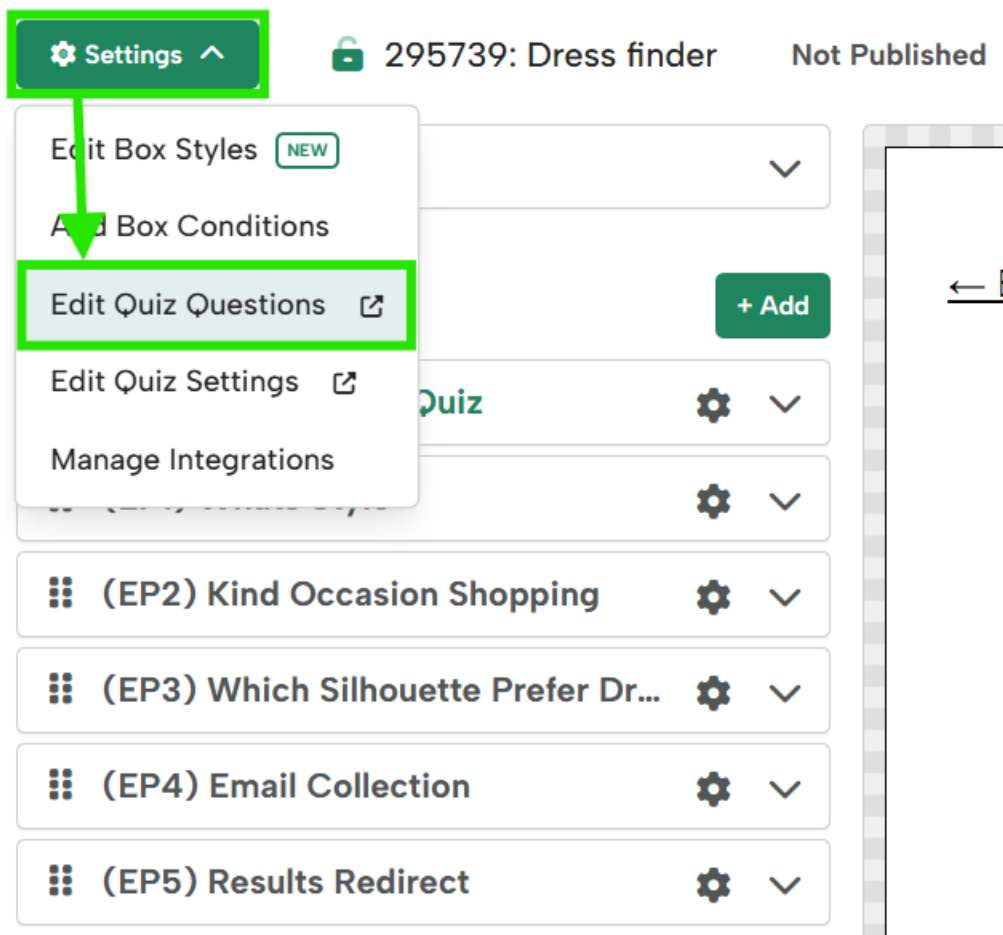 Settings
295739: Dress finder
Not Published
Edit Box Styles NEW
Add Box Conditions
Edit Quiz Questions
+ Add
Edit Quiz Settings
Quiz
Manage Integrations
(EP2) Kind Occasion Shopping
(EP3) Which Silhouette Prefer Dr...
(EP4) Email Collection
(EP5) Results Redirect